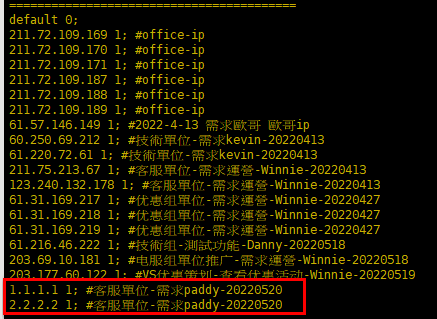 ==========================================
default 0;
211.72.109.169 1; #office-ip
211.72.109.170 1; #office-ip
211.72.109.171 1; #office-ip
211.72.109.187 1; #office-ip
211.72.109.188 1; #office-ip
211.72.109.189 1; #office-ip
61.57.146.149 1; #2022-4-13 需求歐哥 歐哥ip
60.250.69.212 1; #技術單位-需求kevin-20220413
61.220.72.61 1; #技術單位-需求kevin-20220413
211.75.213.67 1; #客服單位-需求運營-Winnie-20220413
123.240.132.178 1; #客服單位-需求運營-Winnie-20220413
61.31.169.217 1; #优惠組單位-需求運營-Winnie-20220427
61.31.169.218 1; #优惠組單位-需求運營-Winnie-20220427
61.31.169.219 1; #优惠組單位-需求運營-Winnie-20220427
61.216.46.222 1; #技術組-測試功能-Danny-20220518
203.69.10.181 1; #电服組單位推广-需求運營-Winnie-20220518
203.177.60.122 1; #VS优惠策划-查看优惠活动-Winnie-20220519
1.1.1.1 1; #客服單位-需求paddy-20220520
2.2.2.2 1; #客服單位-需求paddy-20220520